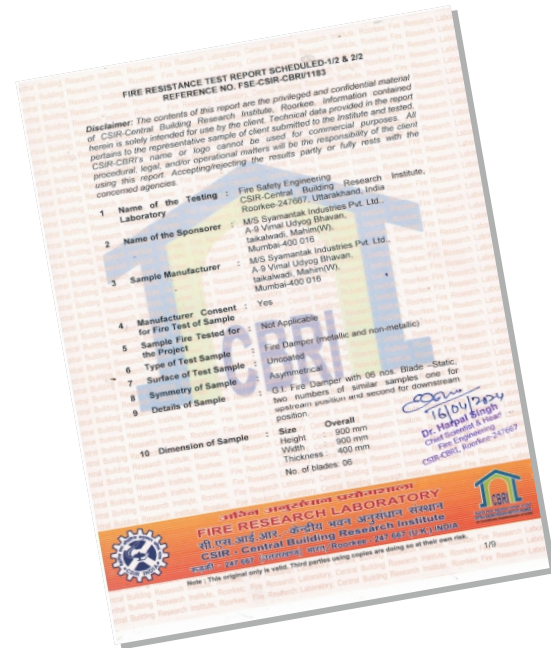 FIRE RESISTANCE TEST REPORT SCHEDULED-1/2 & 2/2
REFERENCE NO. FSE-CSIR-CBRI/1183
Disclaimer: The contents of this report are the privileged and confidential material
of CSIR-Central Building Research Institute, Roorkee. Information contained
herein is solely intended for use by the client. Technical data provided in the report
pertains to the representative sample of client submitted to the Institute and tested.
CSIR-CBRI's name or logo cannot be used for commercial purposes. All
procedural, legal, and/or operational matters will be the responsibility of the client
using this report. Accepting/rejecting the results partly or fully rests with the
concerned agencies.
1 Name of the Testing Laboratory : Fire Safety Engineering
CSIR-Central Building Research Institute,
Roorkee-247667, Uttarakhand, India
2 Name of the Sponsorer : M/S Syamantak Industries Pvt. Ltd.,
A-9 Vimal Udyog Bhavan,
taikalwadi, Mahim(W),
Mumbai-400 016
3 Sample Manufacturer : M/S Syamantak Industries Pvt. Ltd.,
A-9 Vimal Udyog Bhavan,
taikalwadi, Mahim(W),
Mumbai-400 016
4 Manufacturer Consent for Fire Test of Sample : Yes
5 Sample Fire Tested for the Project : Not Applicable
6 Type of Test Sample : Fire Damper (metallic and non-metallic)
7 Surface of Test Sample : Uncoated
8 Symmetry of Sample : Asymmetrical
9 Details of Sample : G.I. Fire Damper with 06 nos. Blade -Static,
two numbers of similar samples one for
upstream position and second for downstream
position.
10 Dimension of Sample : Size Overall
Height : 900 mm
Width : 900 mm
Thickness : 400 mm
No. of blades: 06
16/04/2024
Dr. Harpal Singh
Chief Scientist & Head
Fire Engineering
CSIR-CBRI, Roorkee-247667
CBRI
अग्नि अनुसंधान प्रयोगशाला
FIRE RESEARCH LABORATORY
सी.एस.आई.आर. - केन्द्रीय भवन अनुसंधान संस्थान
CSIR - Central Building Research Institute
रूड़की - 247 667 (उत्तराखण्ड) भारत, Roorkee - 247 667 (U.K.) INDIA
Note : This original only is valid. Third parties using copies are doing so at their own risk.
1/9
CSIR INDIA
CBRI